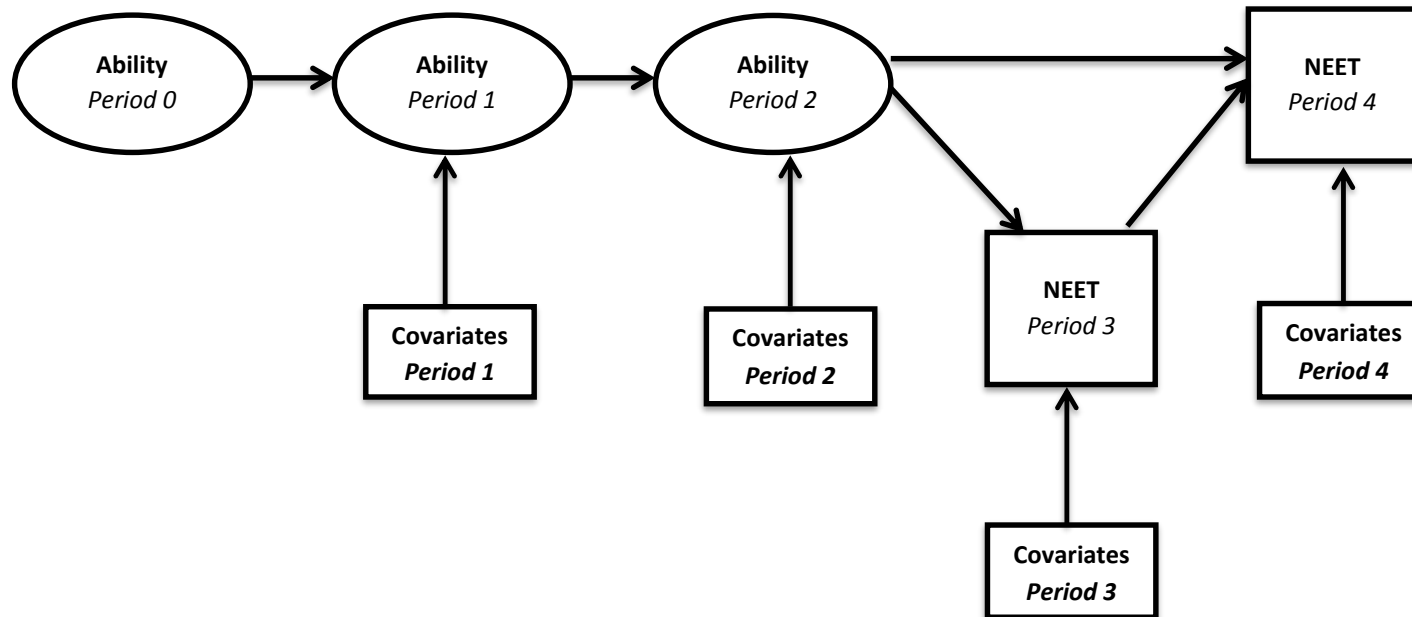 Ability
Period 0
Ability
Period 1
Ability
Period 2
NEET
Period 4
NEET
Period 3
Covariates
Period 1
Covariates
Period 2
Covariates
Period 4
Covariates
Period 3